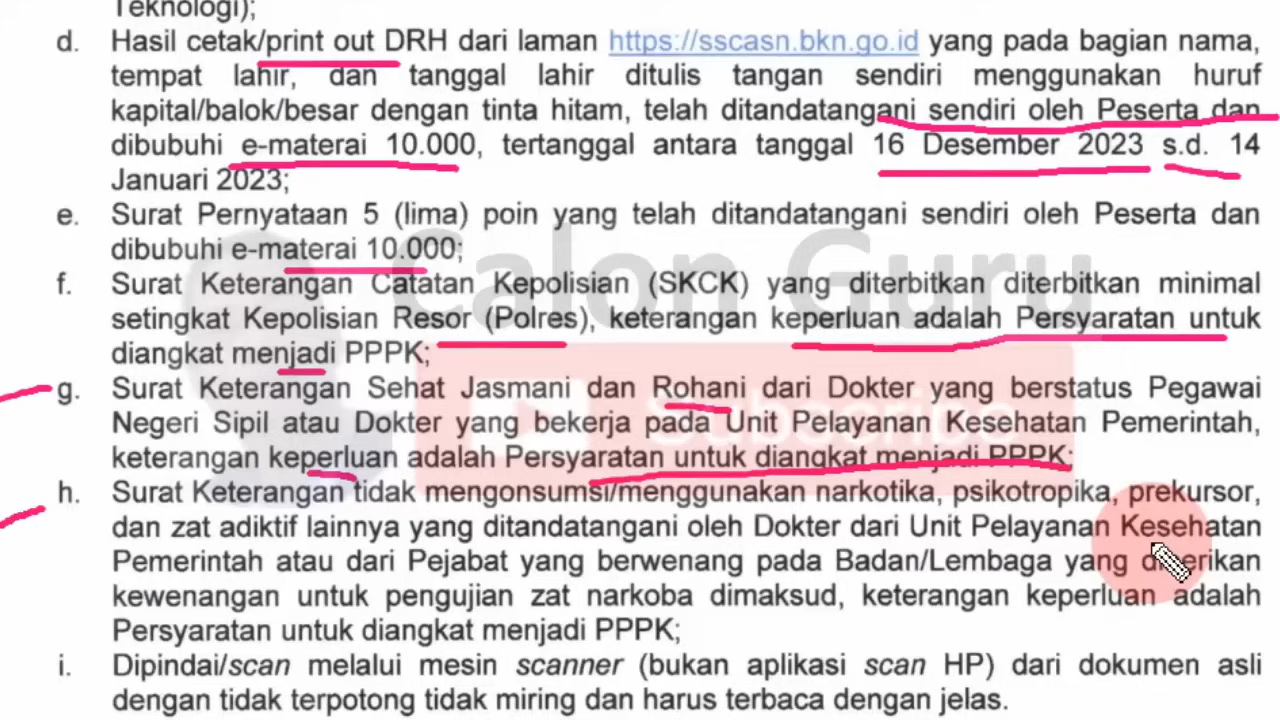 Teknologi);
d. Hasil cetak/print out DRH dari laman https://sscasn.bkn.go.id yang pada bagian nama,
tempat lahir, dan tanggal lahir ditulis tangan sendiri menggunakan huruf
kapital/balok/besar dengan tinta hitam, telah ditandatangani sendiri oleh Peserta dan
dibubuhi e-materai 10.000, tertanggal antara tanggal 16 Desember 2023 s.d. 14
Januari 2023;
e. Surat Pernyataan 5 (lima) poin yang telah ditandatangani sendiri oleh Peserta dan
dibubuhi e-materai 10.000;
f. Surat Keterangan Catatan Kepolisian (SKCK) yang diterbitkan diterbitkan minimal
setingkat Kepolisian Resor (Polres), keterangan keperluan adalah Persyaratan untuk
diangkat menjadi PPPK;
g. Surat Keterangan Sehat Jasmani dan Rohani dari Dokter yang berstatus Pegawai
Negeri Sipil atau Dokter yang bekerja pada Unit Pelayanan Kesehatan Pemerintah,
keterangan keperluan adalah Persyaratan untuk diangkat menjadi PPPK;
h. Surat Keterangan tidak mengonsumsi/menggunakan narkotika, psikotropika, prekursor,
dan zat adiktif lainnya yang ditandatangani oleh Dokter dari Unit Pelayanan Kesehatan
Pemerintah atau dari Pejabat yang berwenang pada Badan/Lembaga yang diberikan
kewenangan untuk pengujian zat narkoba dimaksud, keterangan keperluan adalah
Persyaratan untuk diangkat menjadi PPPK;
i. Dipindai/scan melalui mesin scanner (bukan aplikasi scan HP) dari dokumen asli
dengan tidak terpotong tidak miring dan harus terbaca dengan jelas.
Calon Guru
Subscribe